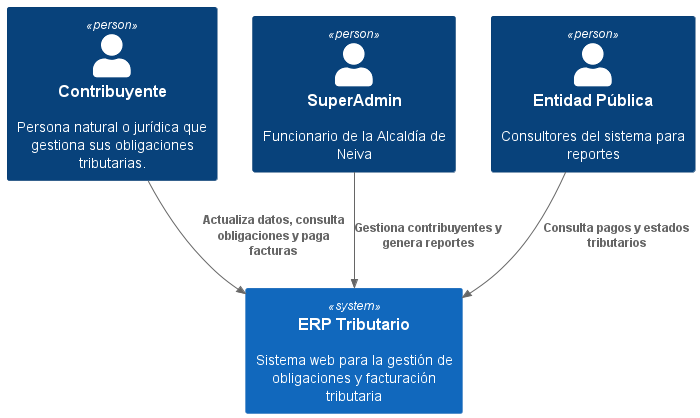 «person»
Contribuyente
Persona natural o jurídica que
gestiona sus obligaciones
tributarias.
«person»
SuperAdmin
Funcionario de la Alcaldía de
Neiva
«person»
Entidad Pública
Consultores del sistema para
reportes
Actualiza datos, consulta
obligaciones y paga
facturas
Gestiona contribuyentes y
genera reportes
Consulta pagos y estados
tributarios
«system»
ERP Tributario
Sistema web para la gestión de
obligaciones y facturación
tributaria